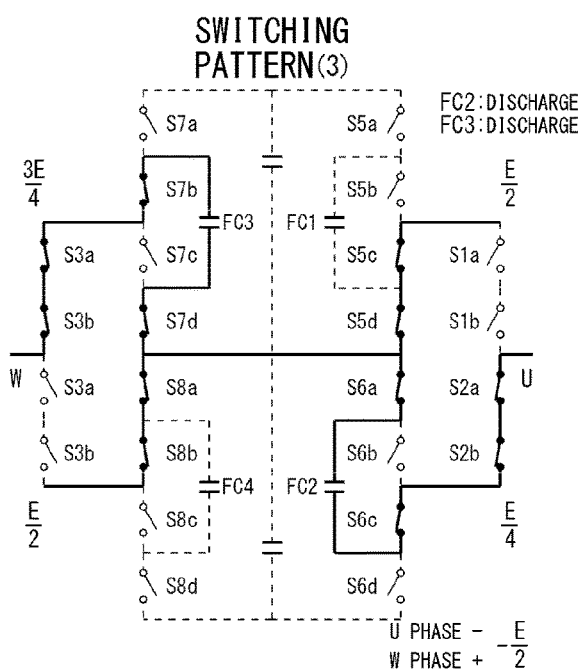 SWITCHING
PATTERN(3)
FC2:DISCHARGE
FC3:DISCHARGE
S7a
S5a
3E
4
S7b
S5b
E
2
FC3
FC1
S3a
S7c
S5c
S1a
S3b
S7d
S5d
S1b
W
S3a
S8a
S6a
S2a
U
S3b
S8b
S6b
S2b
FC4
FC2
E
2
S8c
S6c
E
4
S8d
S6d
U PHASE -
W PHASE +
- E
2